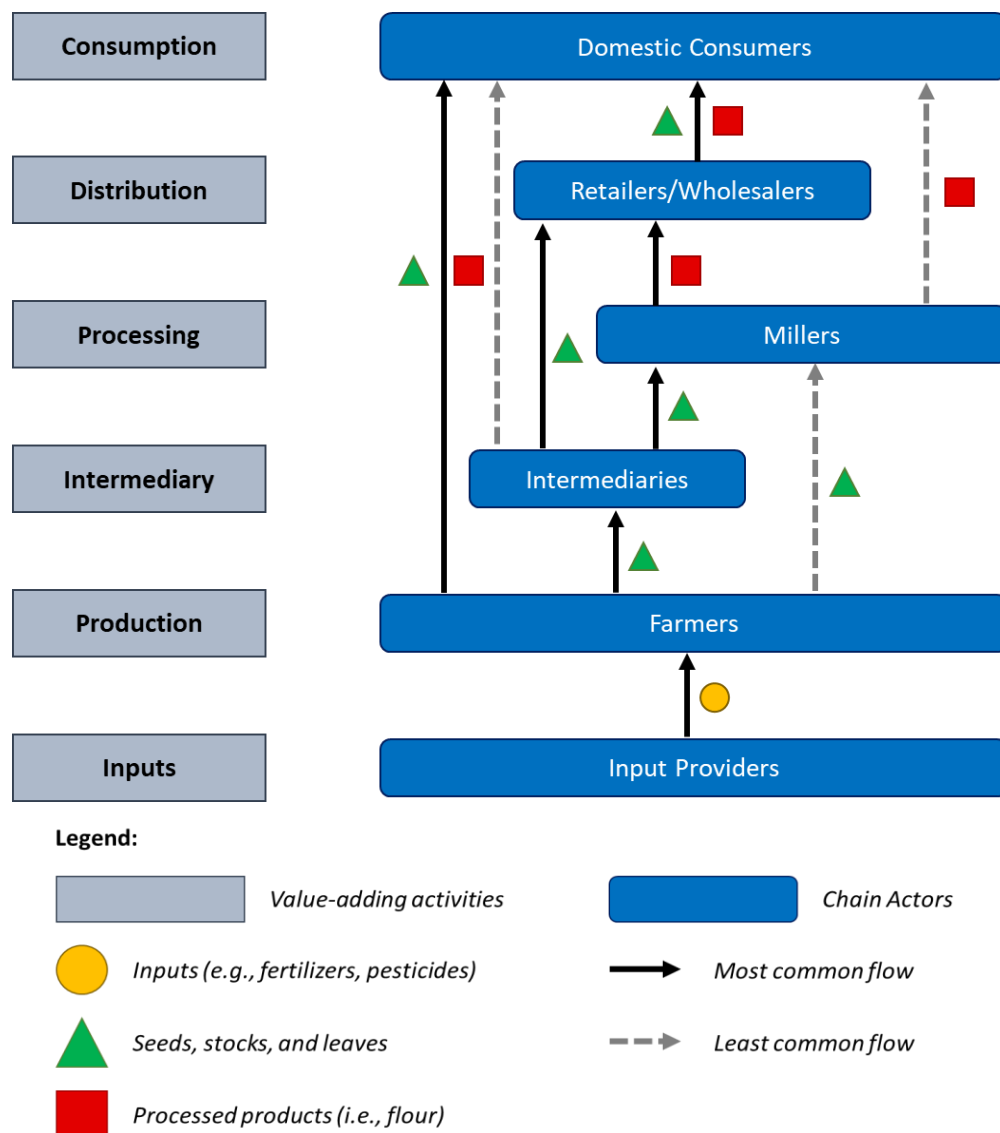 Consumption
Domestic Consumers
Distribution
Retailers/Wholesalers
Processing
Millers
Intermediary
Intermediaries
Production
Farmers
Inputs
Input Providers
Legend:
Value-adding activities
Chain Actors
Inputs (e.g., fertilizers, pesticides)
Most common flow
Seeds, stocks, and leaves
Least common flow
Processed products (i.e., flour)